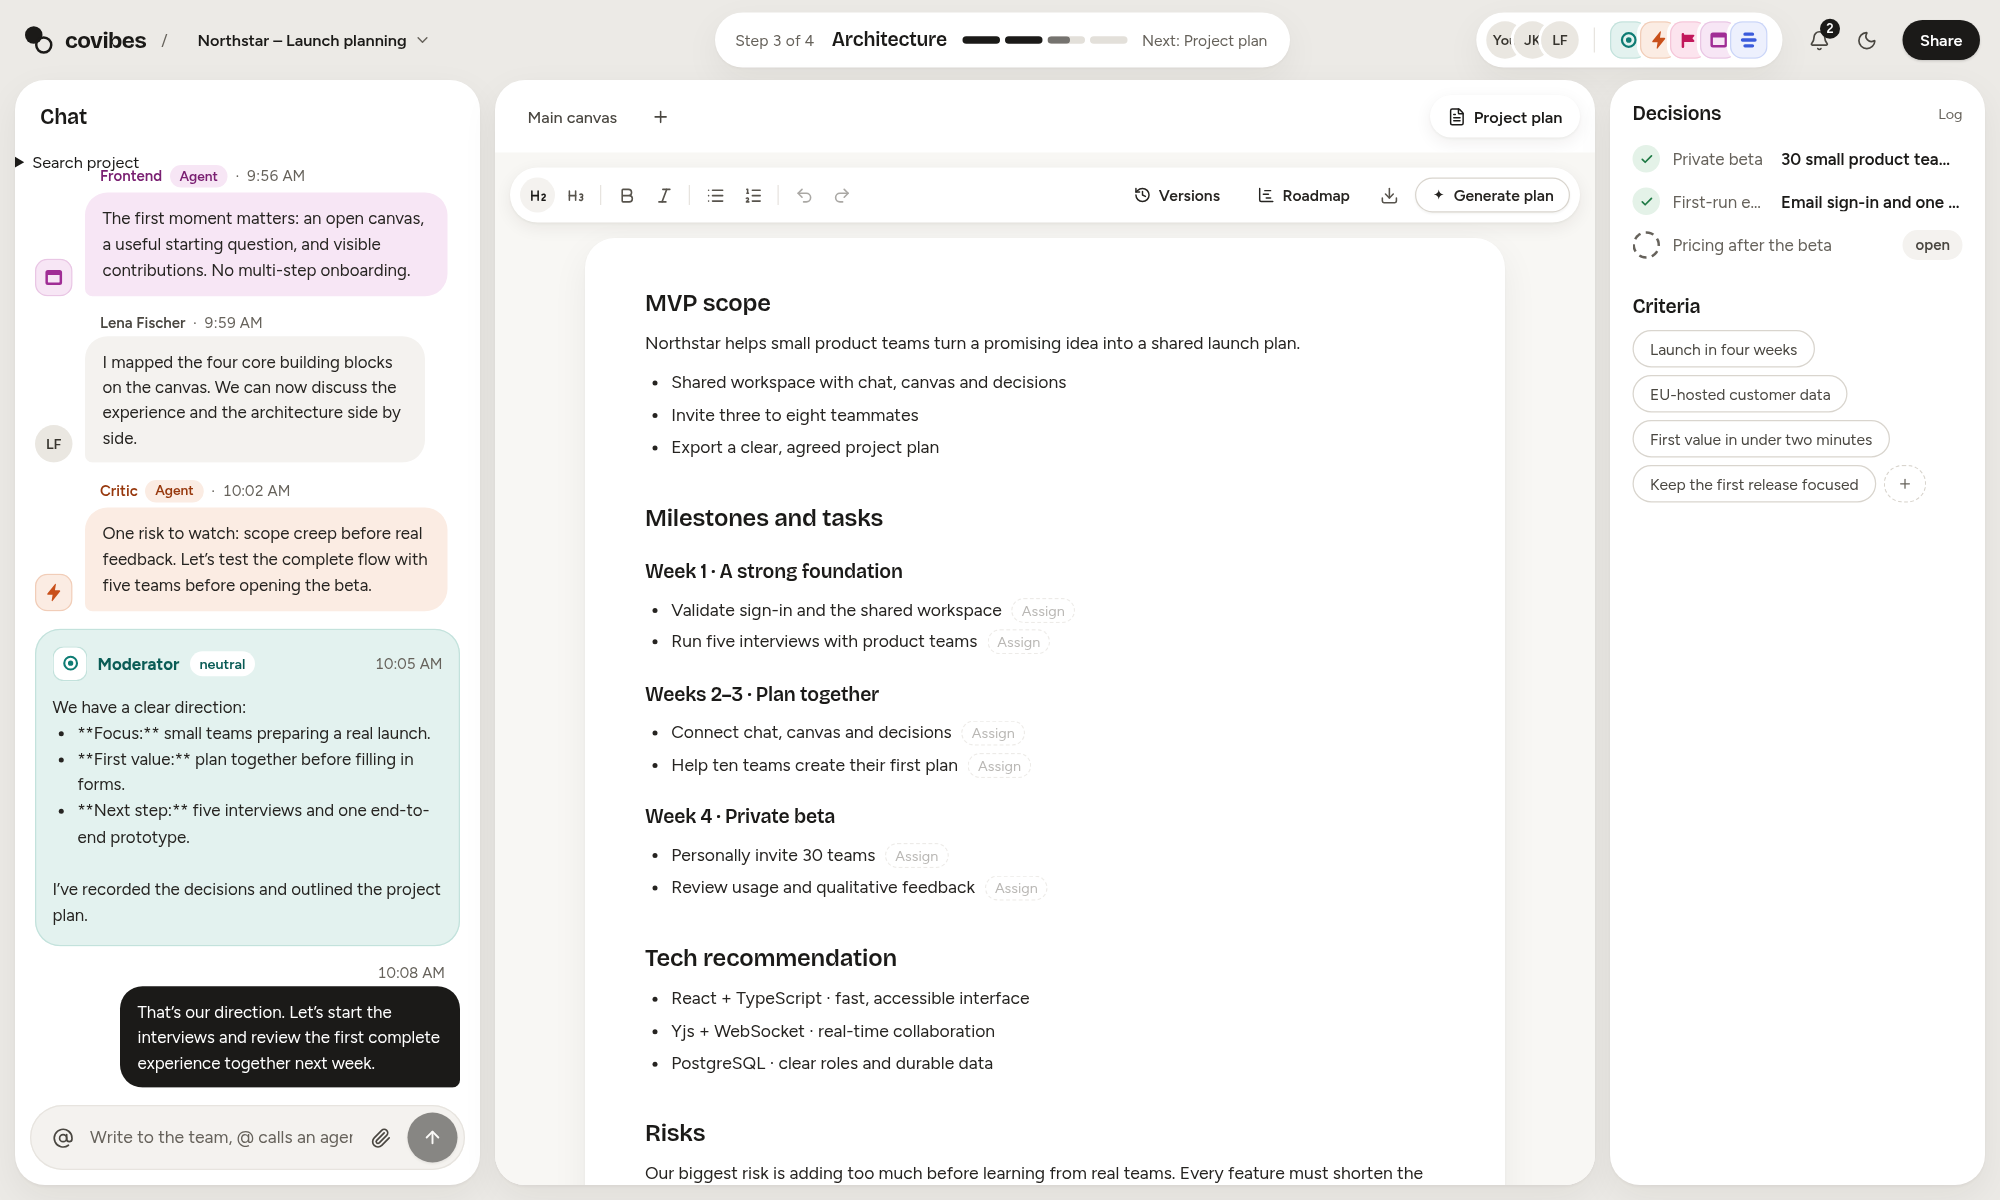 covibes / Northstar – Launch planning
Step 3 of 4 Architecture Next: Project plan
You JK LF
2
Share
Chat
Search project
Frontend Agent · 9:56 AM
The first moment matters: an open canvas,
a useful starting question, and visible
contributions. No multi-step onboarding.
Lena Fischer · 9:59 AM
I mapped the four core building blocks
on the canvas. We can now discuss the
experience and the architecture side by
side.
LF
Critic Agent · 10:02 AM
One risk to watch: scope creep before real
feedback. Let's test the complete flow with
five teams before opening the beta.
Moderator neutral 10:05 AM
We have a clear direction:
• **Focus:** small teams preparing a real launch.
• **First value:** plan together before filling in
forms.
• **Next step:** five interviews and one end-to-
end prototype.
I've recorded the decisions and outlined the project
plan.
10:08 AM
That's our direction. Let's start the
interviews and review the first complete
experience together next week.
@ Write to the team, @ calls an agen
Main canvas +
Project plan
H2 H3 B I
Versions Roadmap Generate plan
MVP scope
Northstar helps small product teams turn a promising idea into a shared launch plan.
• Shared workspace with chat, canvas and decisions
• Invite three to eight teammates
• Export a clear, agreed project plan
Milestones and tasks
Week 1 · A strong foundation
• Validate sign-in and the shared workspace Assign
• Run five interviews with product teams Assign
Weeks 2–3 · Plan together
• Connect chat, canvas and decisions Assign
• Help ten teams create their first plan Assign
Week 4 · Private beta
• Personally invite 30 teams Assign
• Review usage and qualitative feedback Assign
Tech recommendation
• React + TypeScript · fast, accessible interface
• Yjs + WebSocket · real-time collaboration
• PostgreSQL · clear roles and durable data
Risks
Our biggest risk is adding too much before learning from real teams. Every feature must shorten the
Decisions Log
Private beta 30 small product tea...
First-run e... Email sign-in and one ...
Pricing after the beta open
Criteria
Launch in four weeks
EU-hosted customer data
First value in under two minutes
Keep the first release focused +